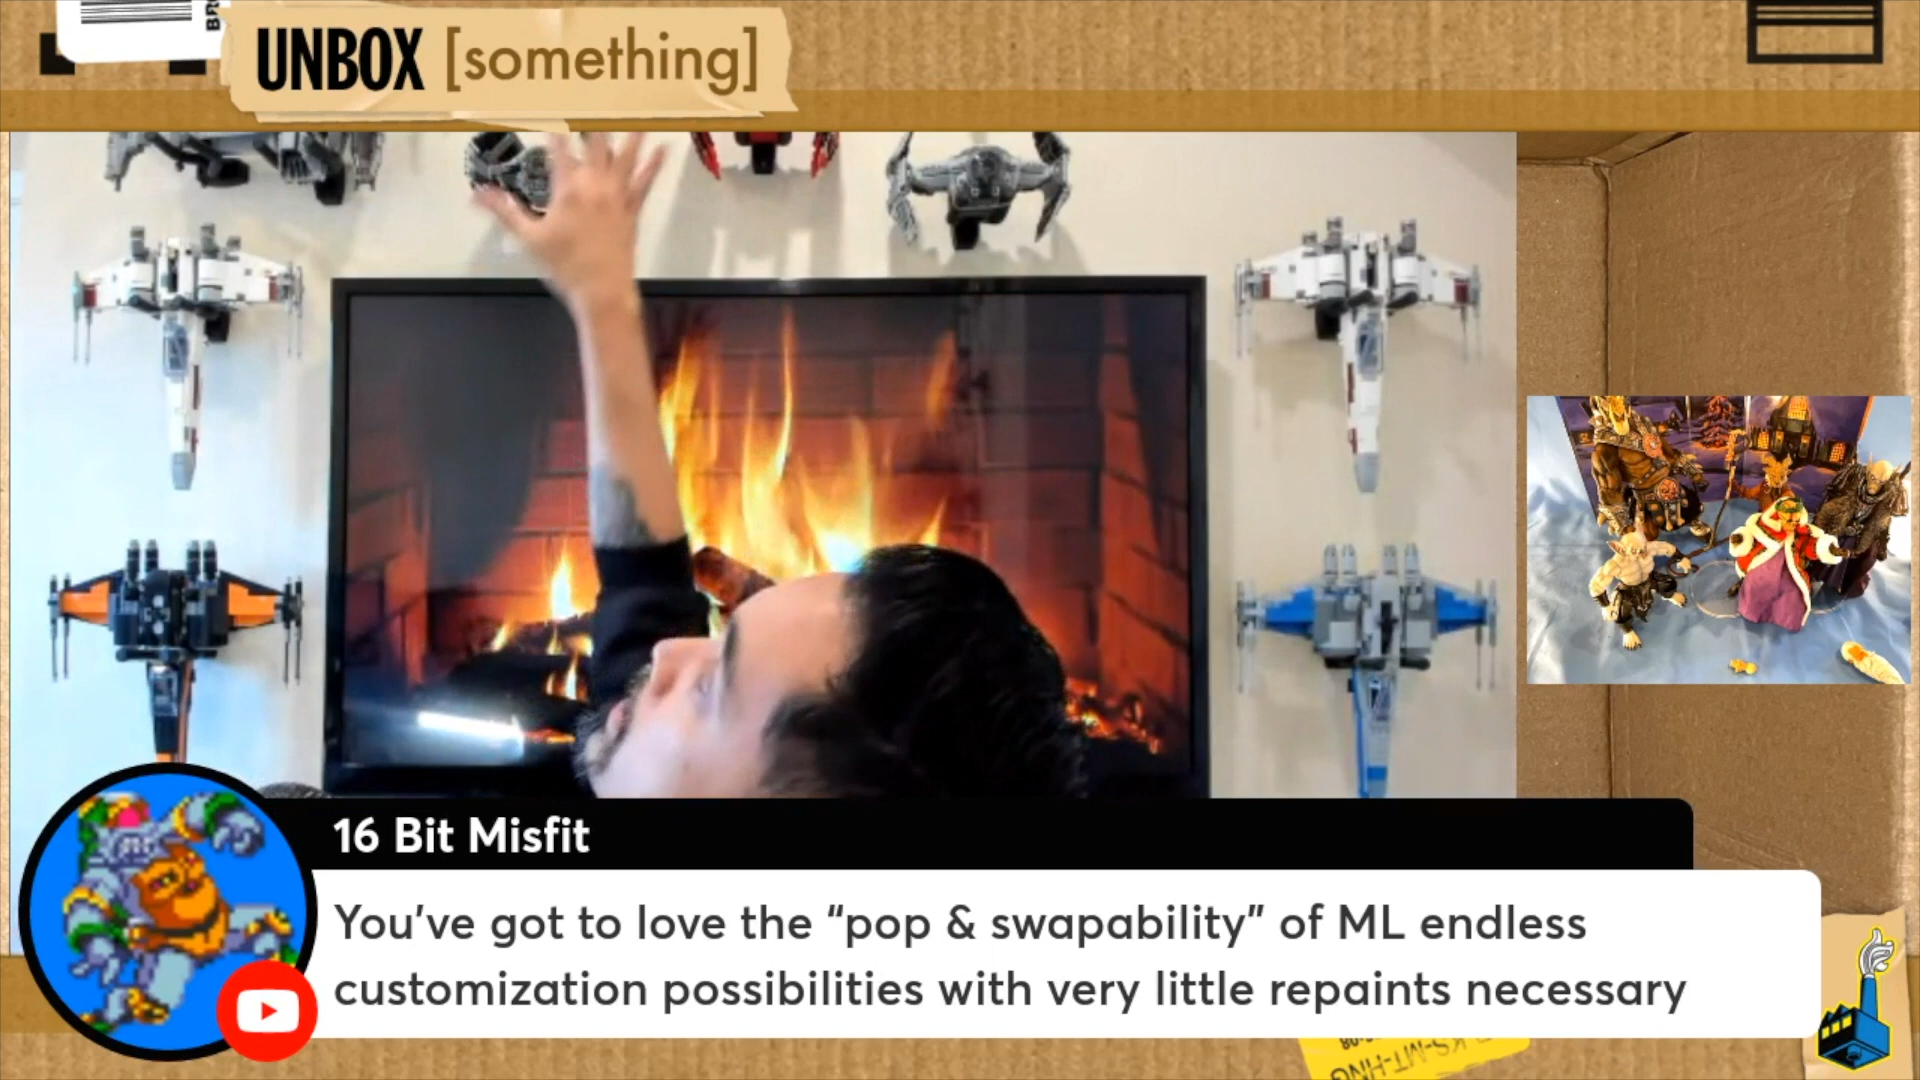 UNBOX [something]
16 Bit Misfit
You've got to love the “pop & swapability” of ML endless
customization possibilities with very little repaints necessary